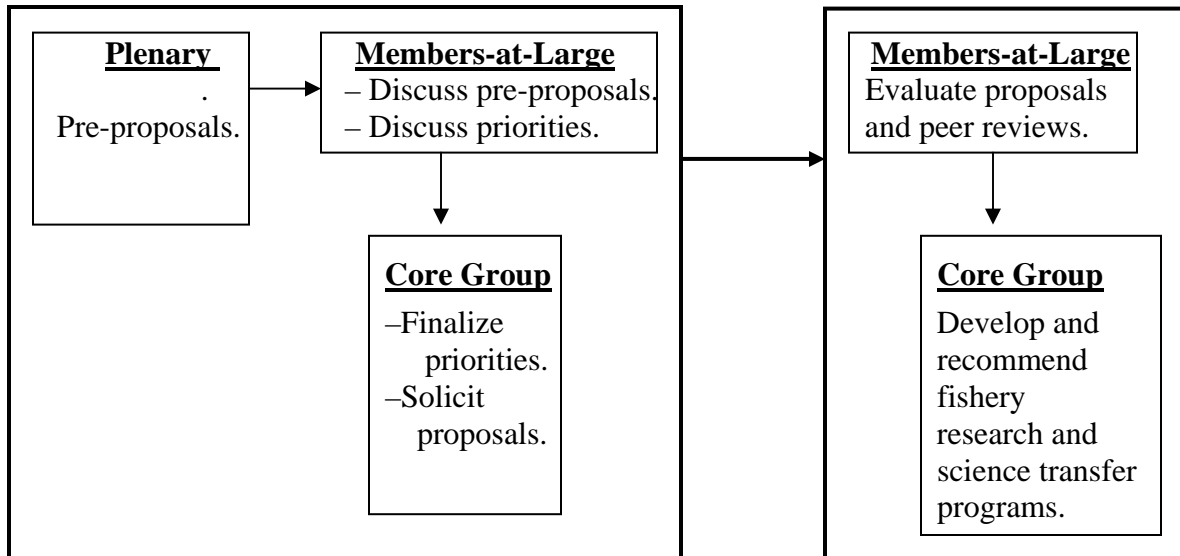 Plenary
.
Pre-proposals.
Members-at-Large
– Discuss pre-proposals.
– Discuss priorities.
Core Group
–Finalize
priorities.
–Solicit
proposals.
Members-at-Large
Evaluate proposals
and peer reviews.
Core Group
Develop and
recommend
fishery
research and
science transfer
programs.